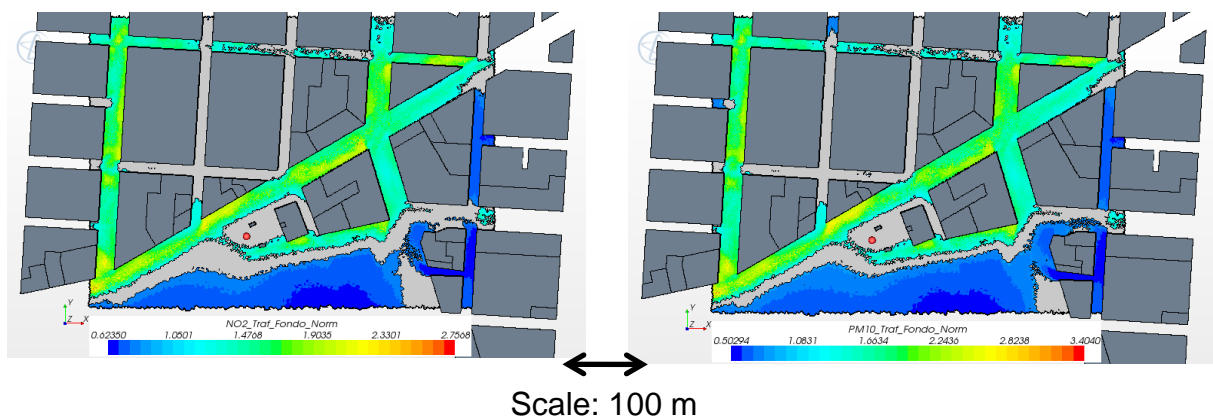 NO2_Traf_Fondo_Norm
0.62350 1.0501 1.4768 1.9035 2.3301 2.7568
Y
Z X
PM10_Traf_Fondo_Norm
0.50294 1.0831 1.6634 2.2436 2.8238 3.4040
Y
Z X
Scale: 100 m